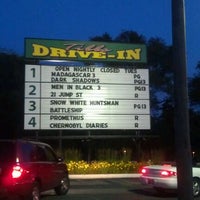 DRIVE-IN
OPEN NIGHTLY CLOSED TUES
1 MADAGASCAR 3 PG
DARK SHADOWS PG13
2 MEN IN BLACK 3 PG13
21 JUMP ST R
3 SNOW WHITE HUNTSMAN PG13
BATTLESHIP PG13
4 PROMETHUS R
CHERNOBYL DIARIES R